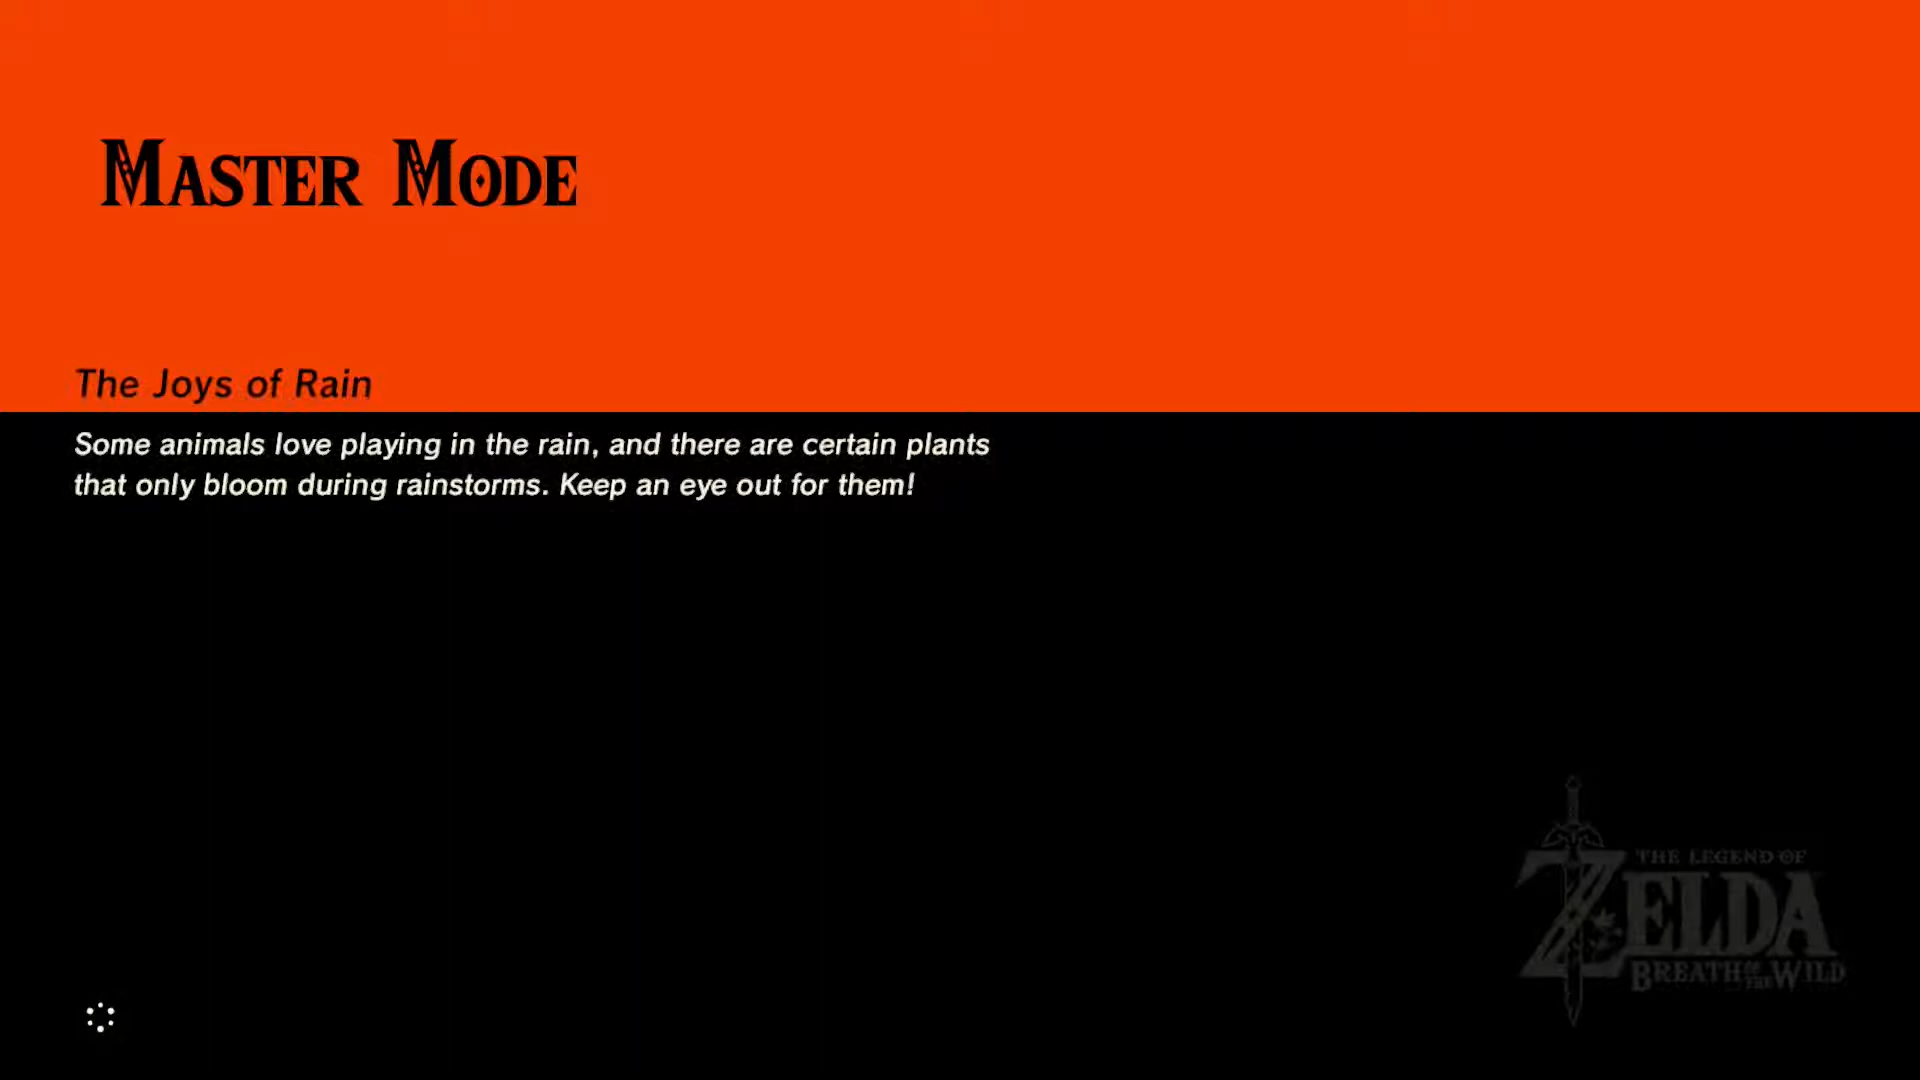 MASTER MODE
The Joys of Rain
Some animals love playing in the rain, and there are certain plants
that only bloom during rainstorms. Keep an eye out for them!
THE LEGEND OF
ZELDA
BREATH OF THE WILD